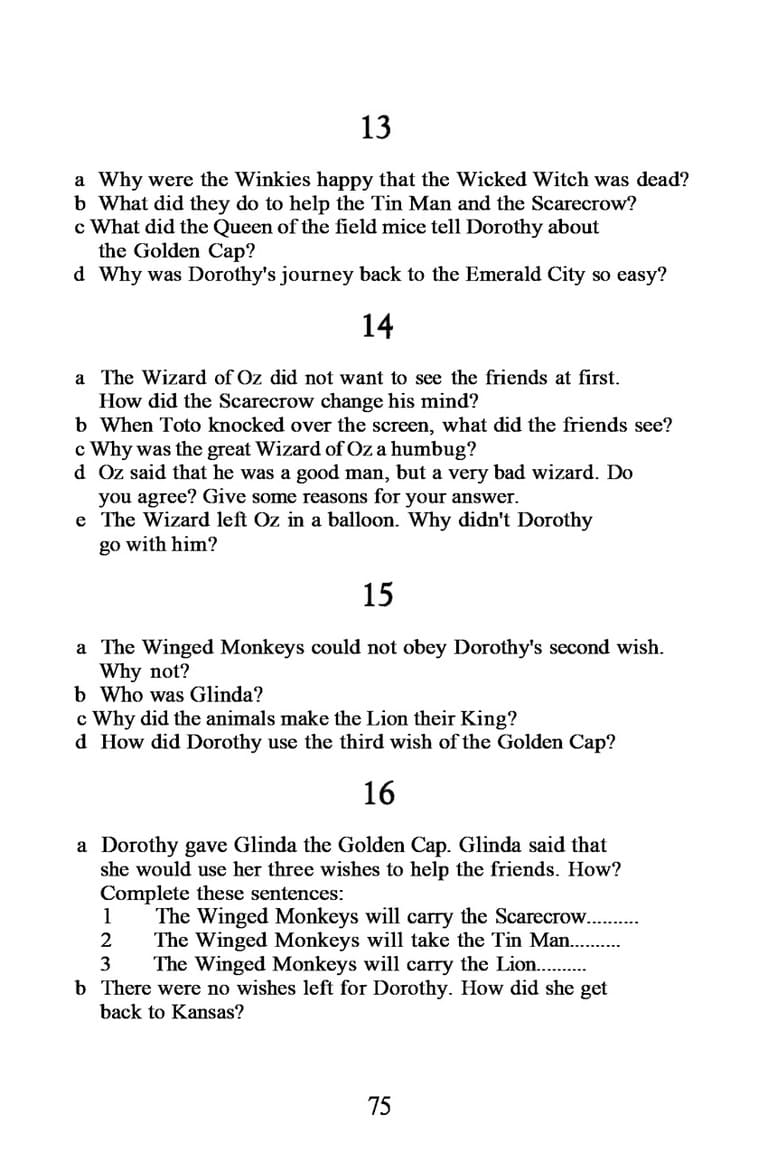 13
a Why were the Winkies happy that the Wicked Witch was dead?
b What did they do to help the Tin Man and the Scarecrow?
c What did the Queen of the field mice tell Dorothy about
the Golden Cap?
d Why was Dorothy's journey back to the Emerald City so easy?
14
a The Wizard of Oz did not want to see the friends at first.
How did the Scarecrow change his mind?
b When Toto knocked over the screen, what did the friends see?
c Why was the great Wizard of Oz a humbug?
d Oz said that he was a good man, but a very bad wizard. Do
you agree? Give some reasons for your answer.
e The Wizard left Oz in a balloon. Why didn't Dorothy
go with him?
15
a The Winged Monkeys could not obey Dorothy's second wish.
Why not?
b Who was Glinda?
c Why did the animals make the Lion their King?
d How did Dorothy use the third wish of the Golden Cap?
16
a Dorothy gave Glinda the Golden Cap. Glinda said that
she would use her three wishes to help the friends. How?
Complete these sentences:
1 The Winged Monkeys will carry the Scarecrow..........
2 The Winged Monkeys will take the Tin Man..........
3 The Winged Monkeys will carry the Lion..........
b There were no wishes left for Dorothy. How did she get
back to Kansas?
75